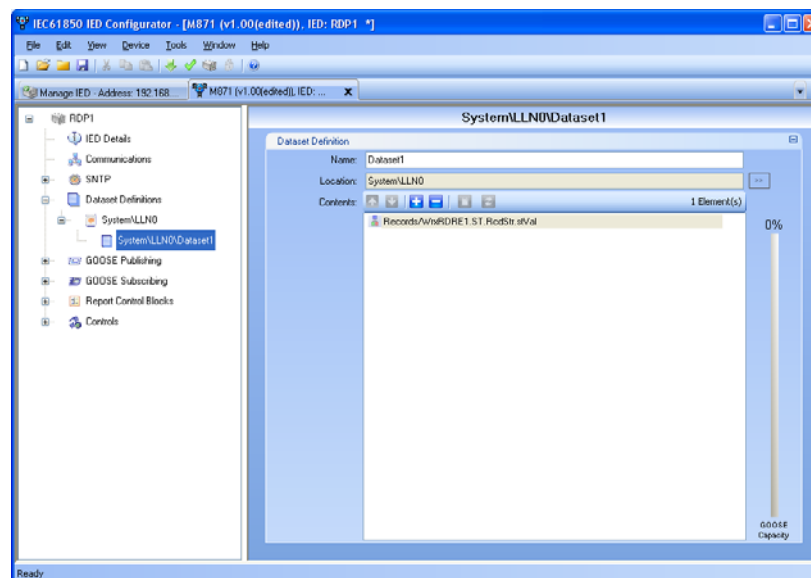 IEC61850 IED Configurator - [M871 (v1.00(edited)), IED: RDP1 *]
File Edit View Device Tools Window Help
Manage IED - Address: 192.168... M871 (v1.00(edited)), IED: ... X
RDP1
IED Details
Communications
SNTP
Dataset Definitions
System\LLN0
System\LLN0\Dataset1
GOOSE Publishing
GOOSE Subscribing
Report Control Blocks
Controls
System\LLN0\Dataset1
Dataset Definition
Name: Dataset1
Location: System\LLN0 >>
Contents: 1 Element(s)
Records/WrxRDRE1.ST.RcdStr.stVal
0%
GOOSE
Capacity
Ready